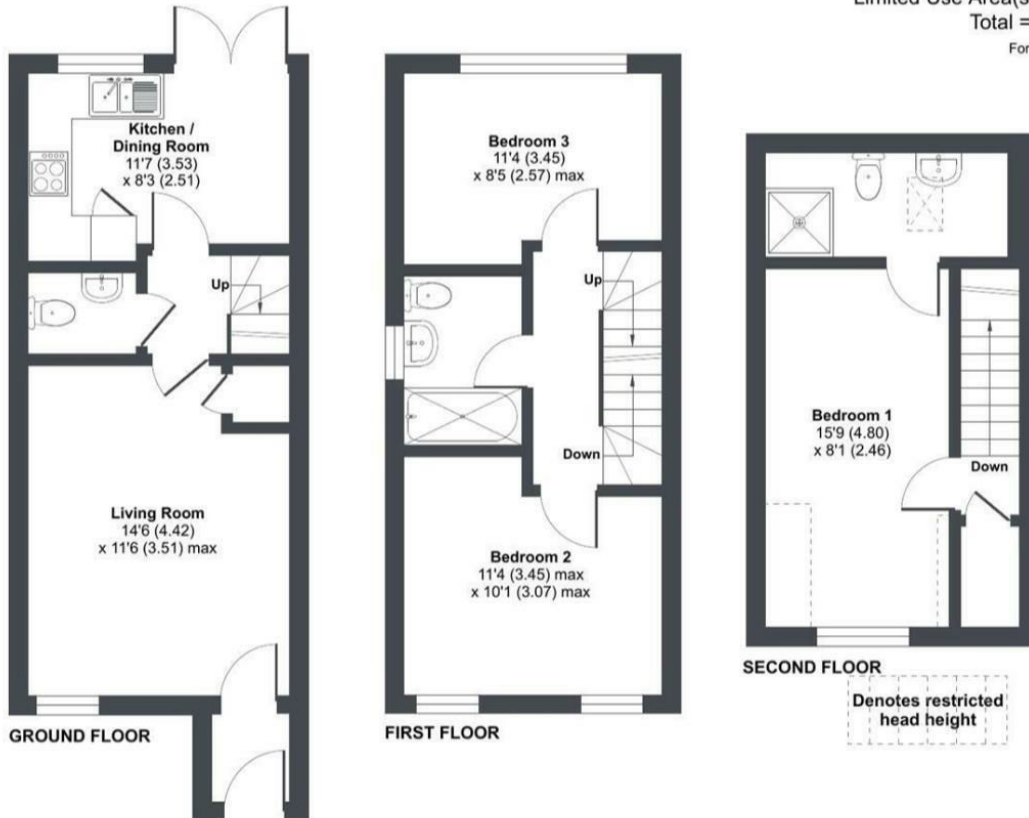 Limited Use Area(s
Total =
For
Kitchen /
Dining Room
11'7 (3.53)
x 8'3 (2.51)
Up
Living Room
14'6 (4.42)
x 11'6 (3.51) max
GROUND FLOOR
Bedroom 3
11'4 (3.45)
x 8'5 (2.57) max
Up
Down
Bedroom 2
11'4 (3.45) max
x 10'1 (3.07) max
FIRST FLOOR
Bedroom 1
15'9 (4.80)
x 8'1 (2.46)
Down
SECOND FLOOR
Denotes restricted
head height